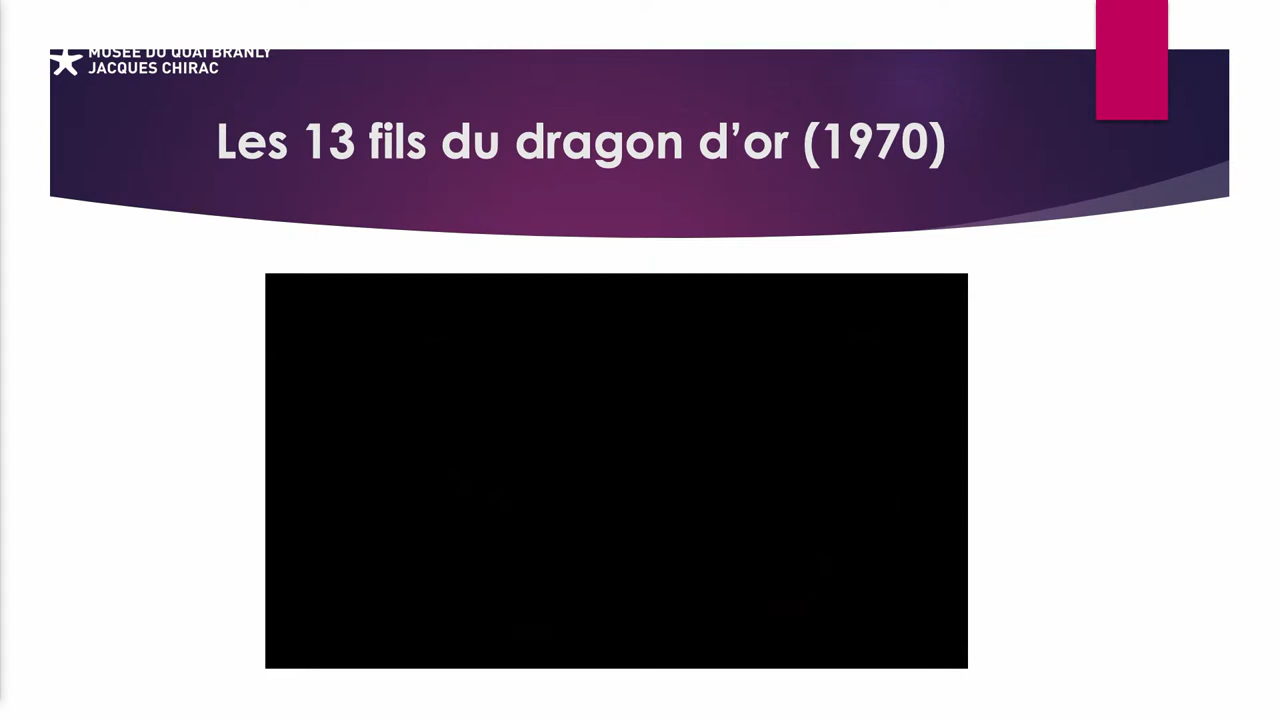 MUSÉE DU QUAI BRANLY
JACQUES CHIRAC
Les 13 fils du dragon d’or (1970)